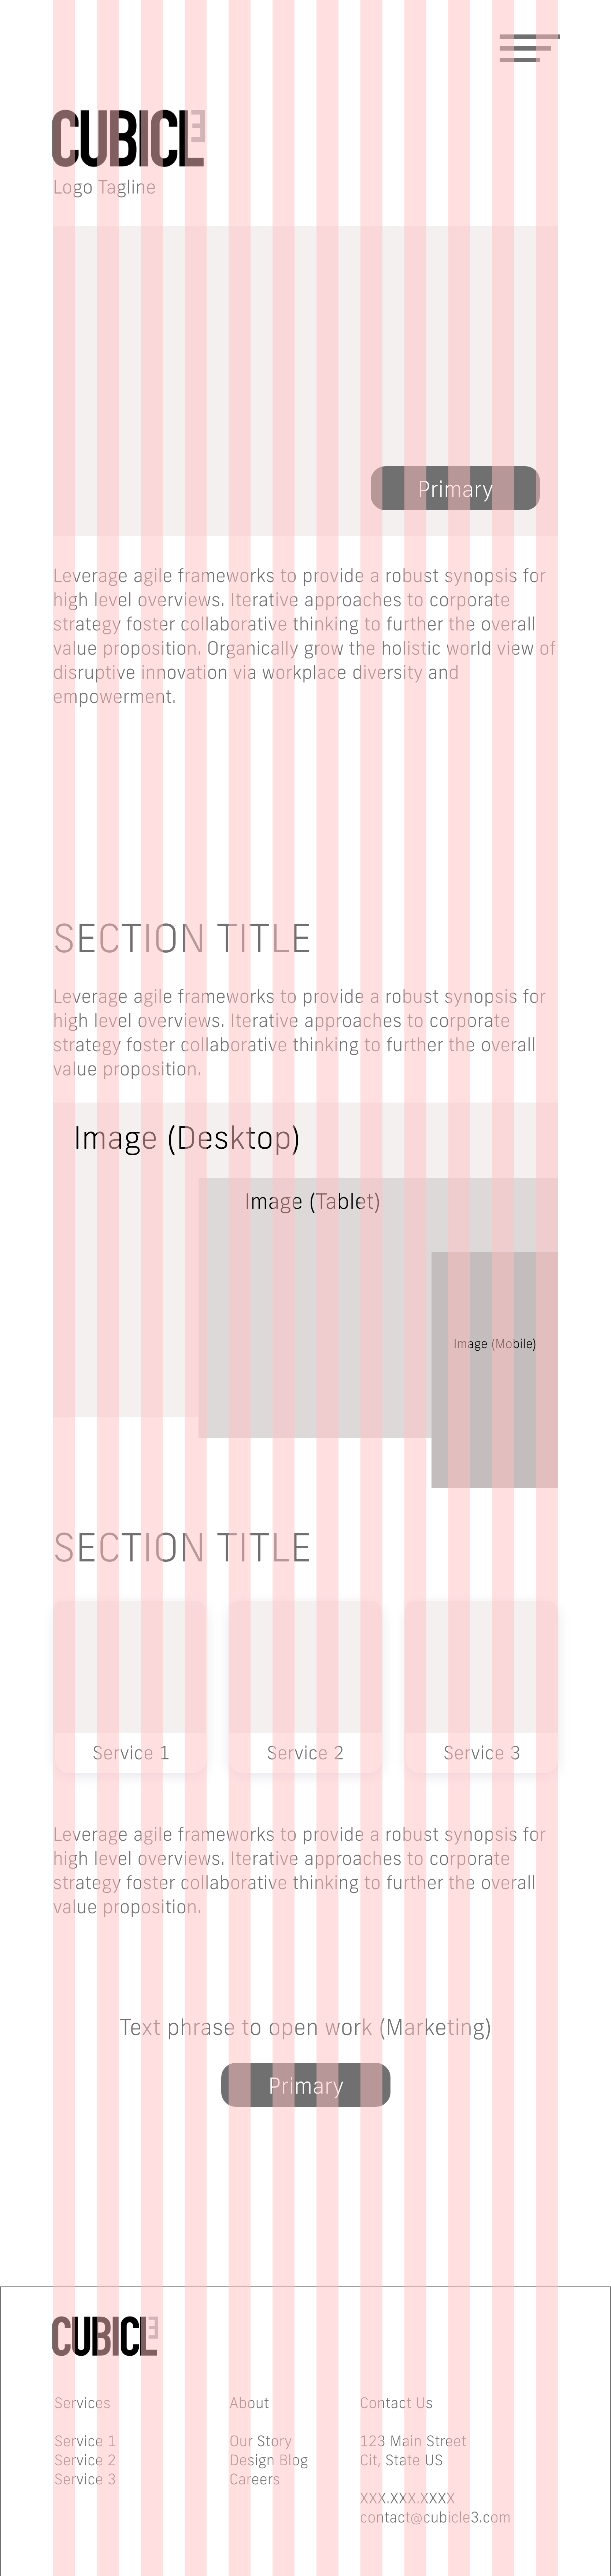 CUBICLE
Logo Tagline
Primary
Leverage agile frameworks to provide a robust synopsis for
high level overviews. Iterative approaches to corporate
strategy foster collaborative thinking to further the overall
value proposition. Organically grow the holistic world view of
disruptive innovation via workplace diversity and
empowerment.
SECTION TITLE
Leverage agile frameworks to provide a robust synopsis for
high level overviews. Iterative approaches to corporate
strategy foster collaborative thinking to further the overall
value proposition.
Image (Desktop)
Image (Tablet)
Image (Mobile)
SECTION TITLE
Service 1
Service 2
Service 3
Leverage agile frameworks to provide a robust synopsis for
high level overviews. Iterative approaches to corporate
strategy foster collaborative thinking to further the overall
value proposition.
Text phrase to open work (Marketing)
Primary
CUBICLE
Services
Service 1
Service 2
Service 3
About
Our Story
Design Blog
Careers
Contact Us
123 Main Street
Cit, State US
XXX.XXX.XXXX
contact@cubicle3.com